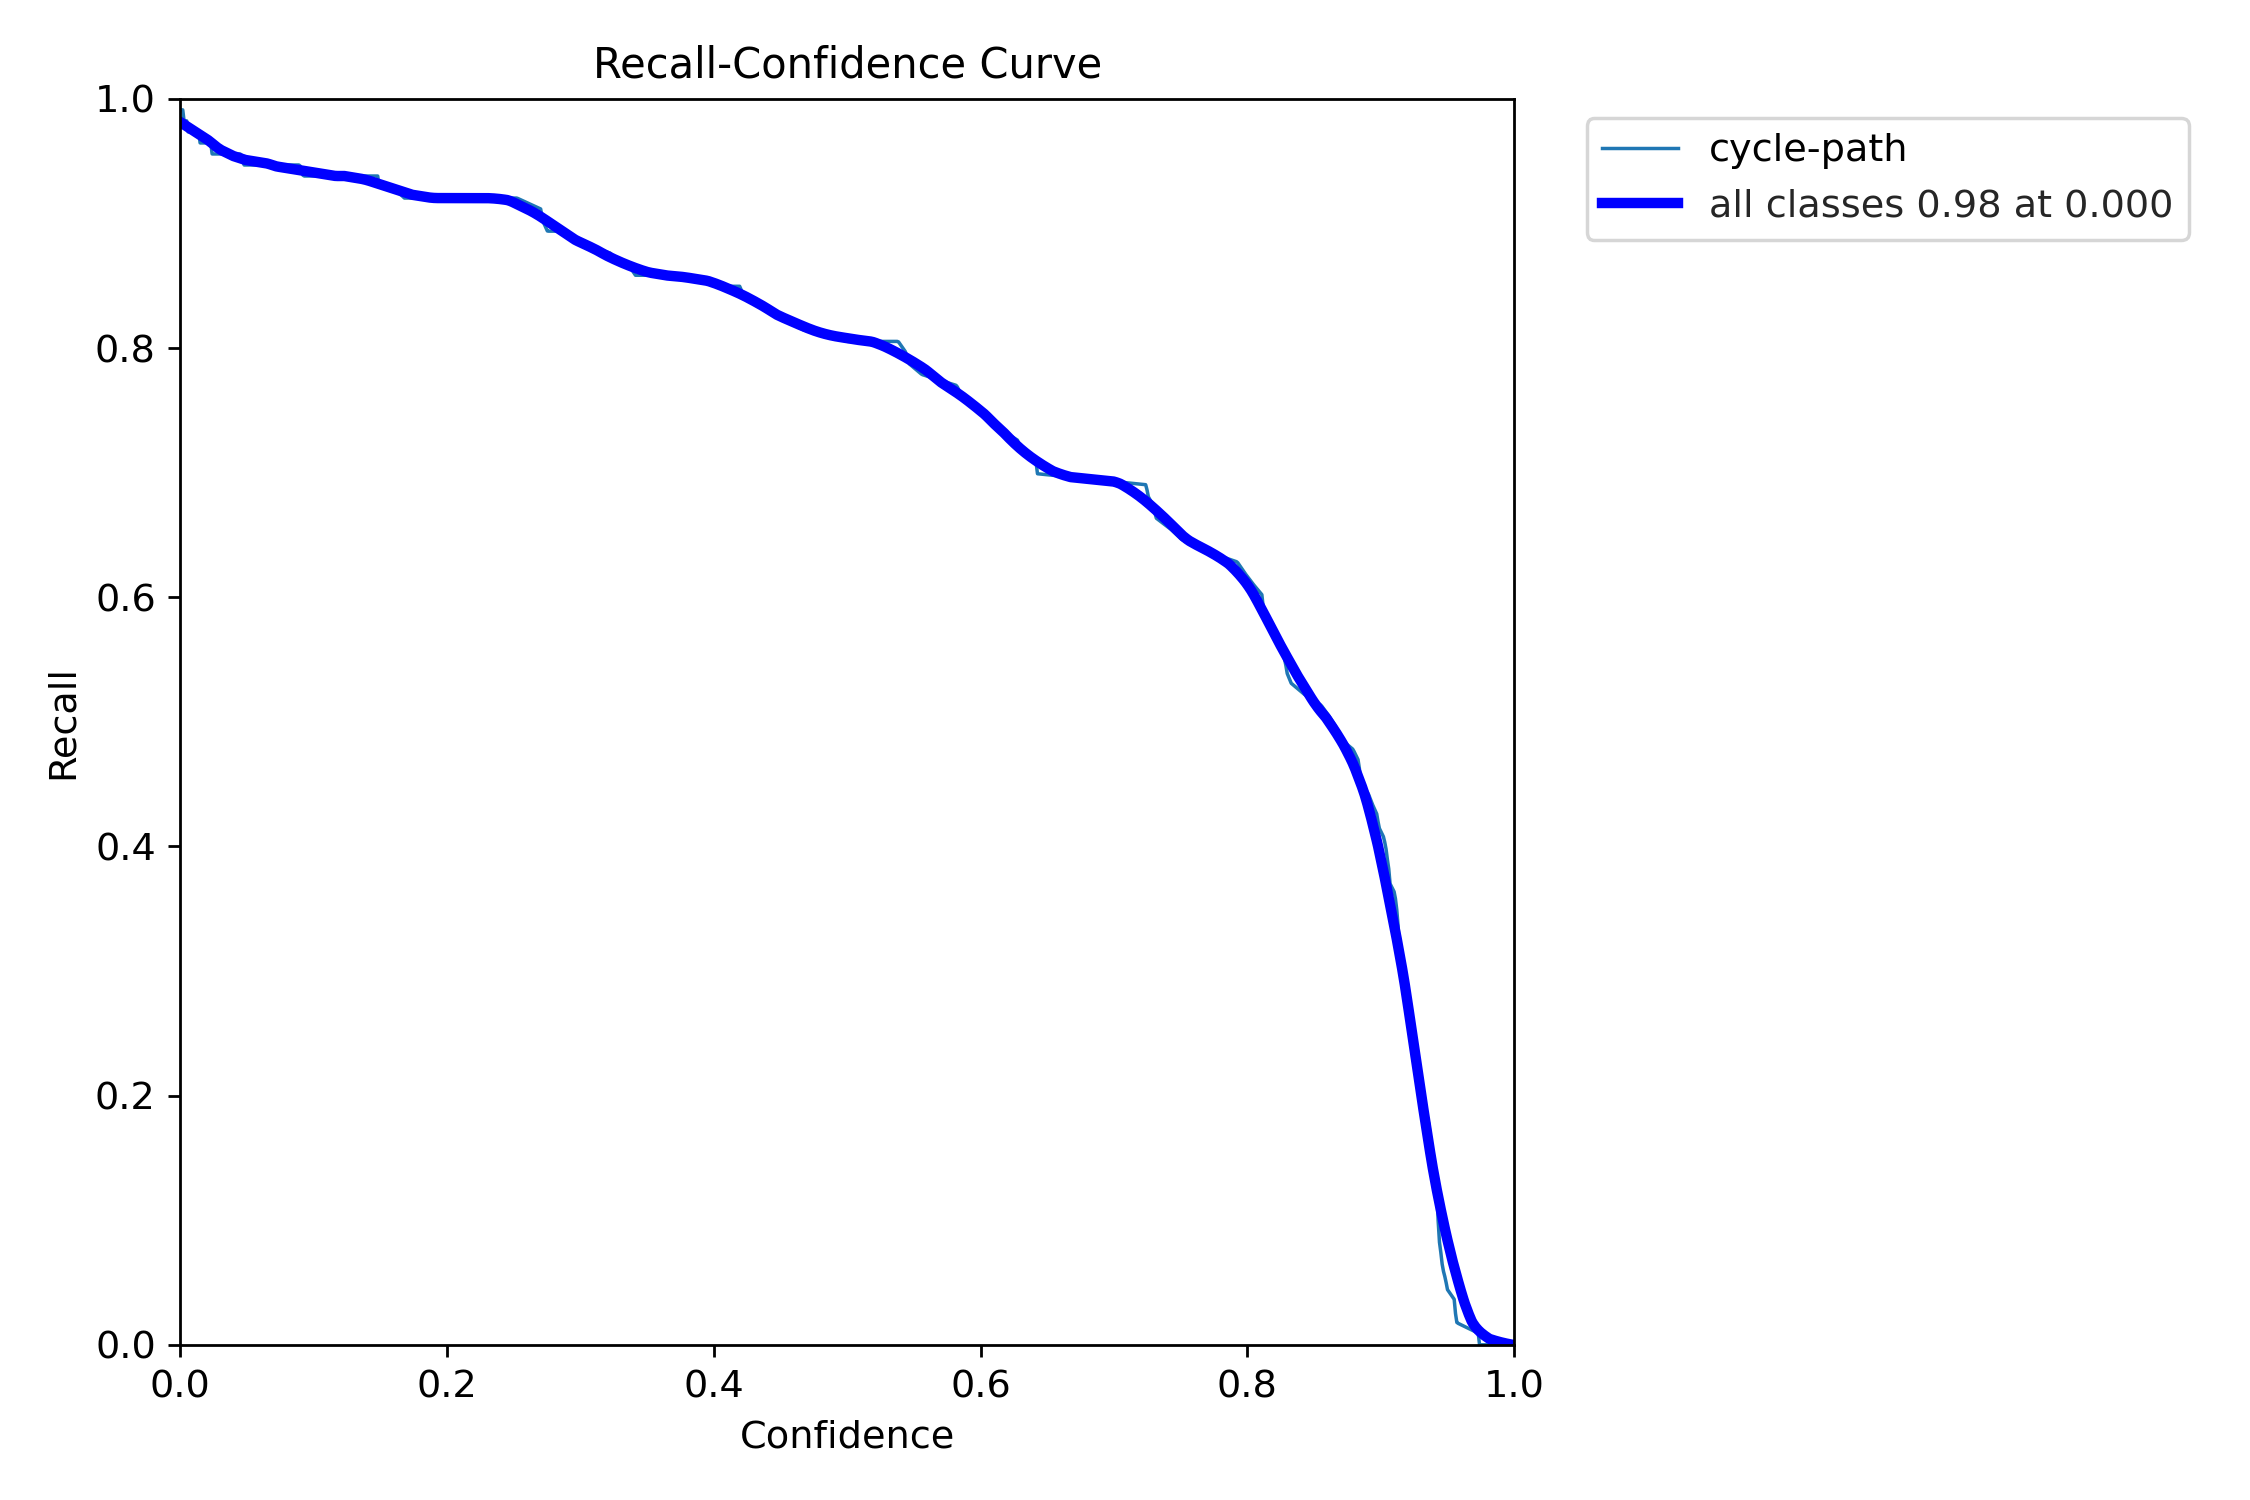 Recall-Confidence Curve
cycle-path
all classes 0.98 at 0.000
Recall
1.0
0.8
0.6
0.4
0.2
0.0
0.0 0.2 0.4 0.6 0.8 1.0
Confidence